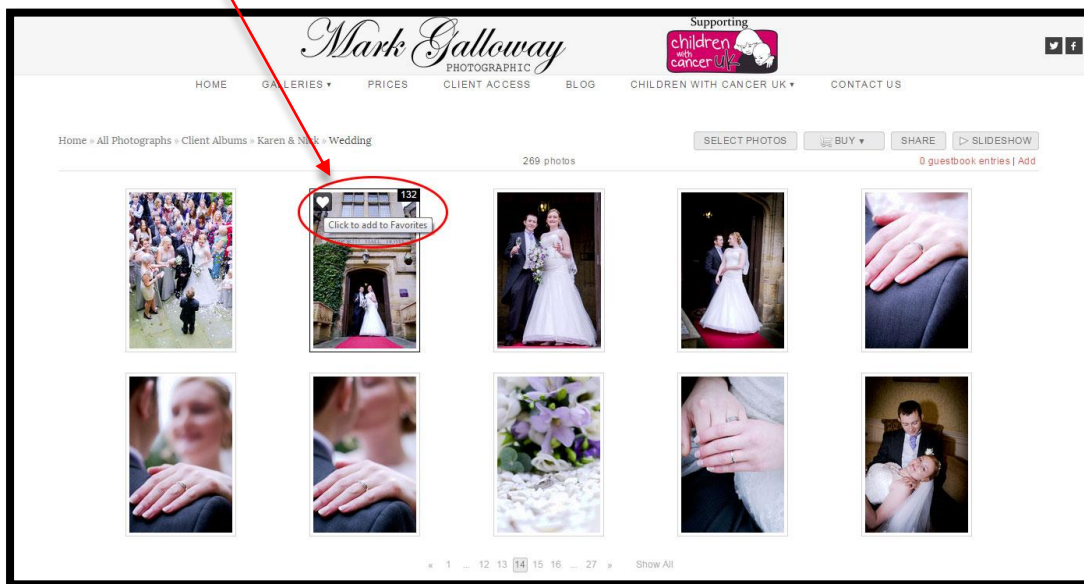 Mark Galloway
PHOTOGRAPHIC
Supporting
children
with
cancer uk
HOME GALLERIES ▾ PRICES CLIENT ACCESS BLOG CHILDREN WITH CANCER UK ▾ CONTACT US
Home » All Photographs » Client Albums » Karen & Nick » Wedding
SELECT PHOTOS BUY ▾ SHARE SLIDESHOW
269 photos
0 guestbook entries | Add
132
Click to add to Favorites
« 1 ... 12 13 14 15 16 ... 27 » Show All